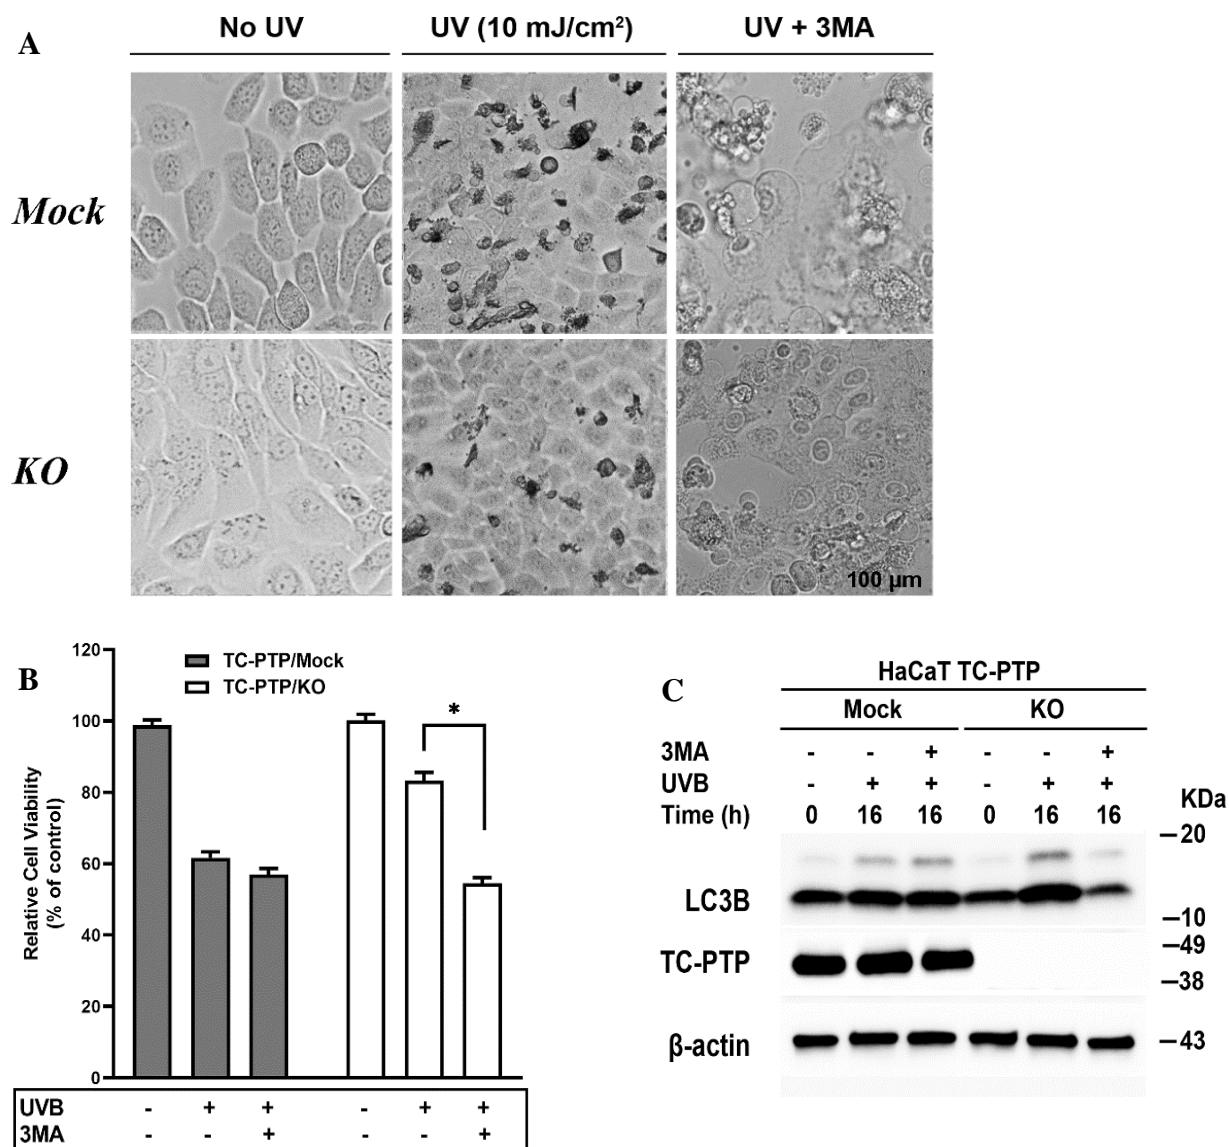 A
No UV
UV (10 mJ/cm²)
UV + 3MA
Mock
KO
100 µm
B
120
100
80
60
40
20
0
Relative Cell Viability
(% of control)
TC-PTP/Mock
TC-PTP/KO
*
UVB - + + - + +
3MA - - + - - +
C
HaCaT TC-PTP
Mock KO
3MA - - + - - +
UVB - + + - + +
Time (h) 0 16 16 0 16 16
KDa
LC3B
–20
–10
TC-PTP
–49
–38
β-actin
–43